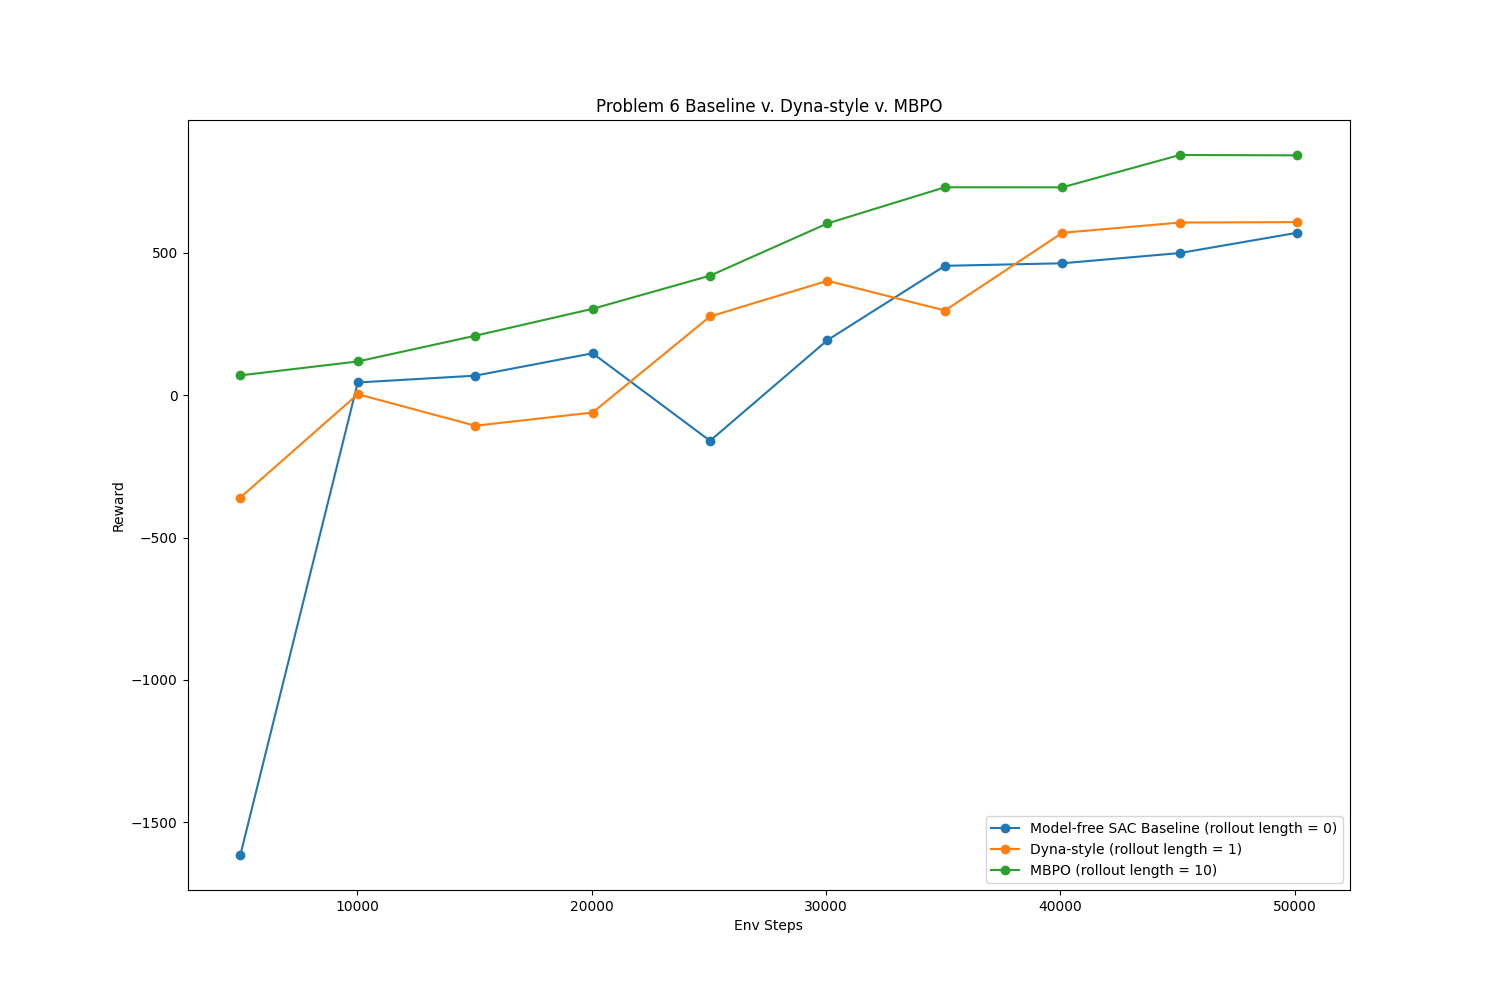 Problem 6 Baseline v. Dyna-style v. MBPO
Reward
500
0
−500
−1000
−1500
10000
20000
30000
40000
50000
Env Steps
Model-free SAC Baseline (rollout length = 0)
Dyna-style (rollout length = 1)
MBPO (rollout length = 10)